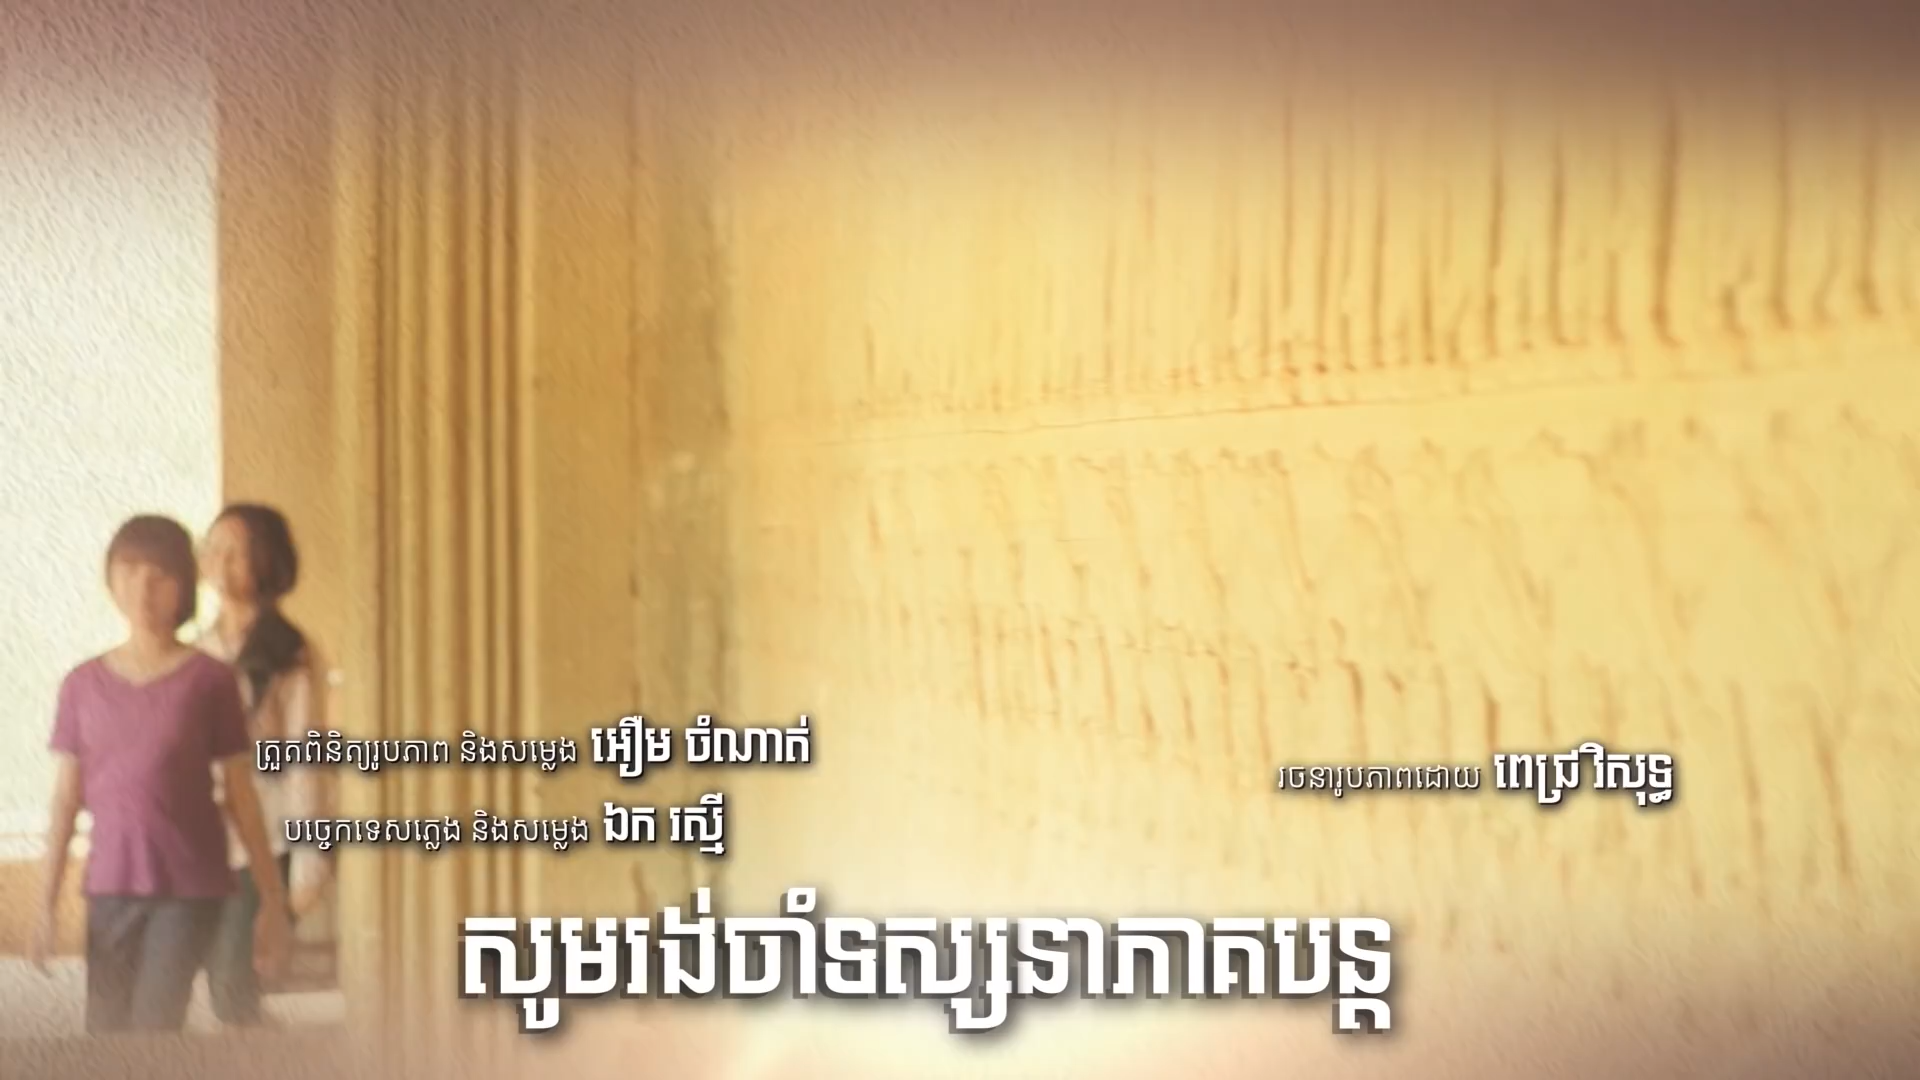 ត្រួតពិនិត្យរូបភាព និងសម្លេង អឿម ចំណាត់
បច្ចេកទេសភ្លេង និងសម្លេង ឯក រស្មី
រចនារូបភាពដោយ ពេជ្រ វិសុទ្ធ
សូមរង់ចាំទស្សនាភាគបន្ត